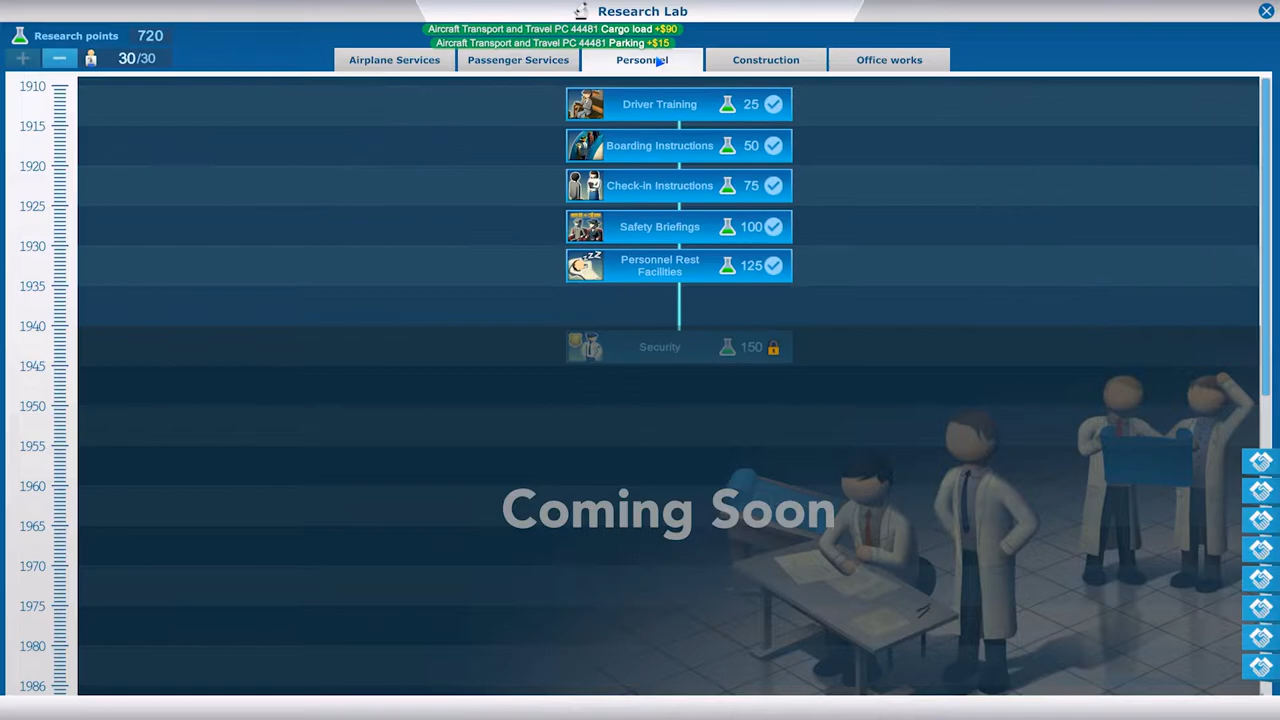 Research Lab
Aircraft Transport and Travel PC 44481 Cargo load +$90
Aircraft Transport and Travel PC 44481 Parking +$15
Research points 720
30/30
Airplane Services
Passenger Services
Personnel
Construction
Office works
1910
1915
1920
1925
1930
1935
1940
1945
1950
1955
1960
1965
1970
1975
1980
1986
Driver Training 25
Boarding Instructions 50
Check-in Instructions 75
Safety Briefings 100
Personnel Rest
Facilities 125
Security 150
Coming Soon